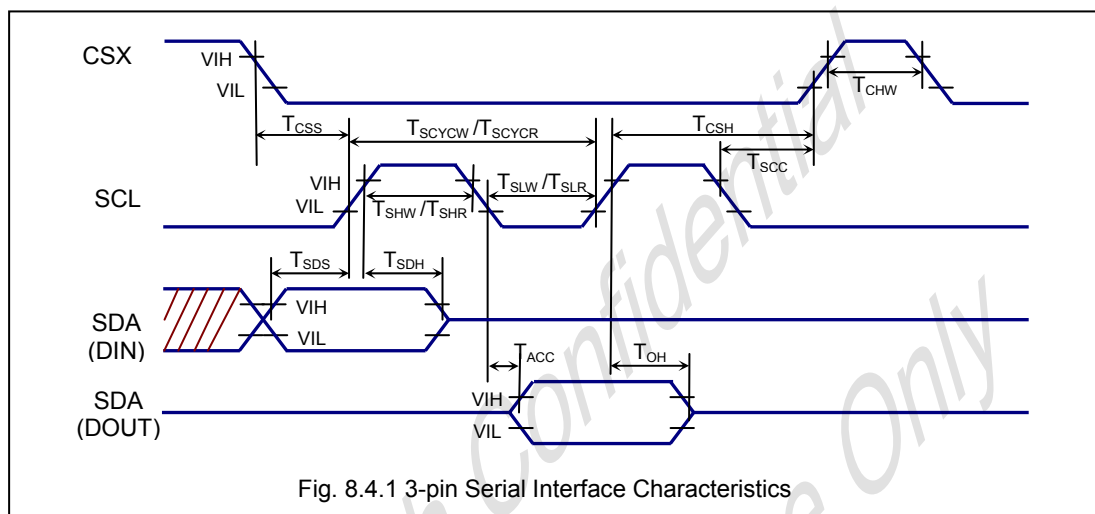 CSX
VIH
VIL
TCHW
TCSS
TSCYCW /TSCYCR
TCSH
TSCC
SCL
VIH
VIL
TSHW /TSHR
TSLW /TSLR
TSDS
TSDH
SDA
(DIN)
VIH
VIL
TACC
TOH
SDA
(DOUT)
VIH
VIL
Confidential
Only
Fig. 8.4.1 3-pin Serial Interface Characteristics